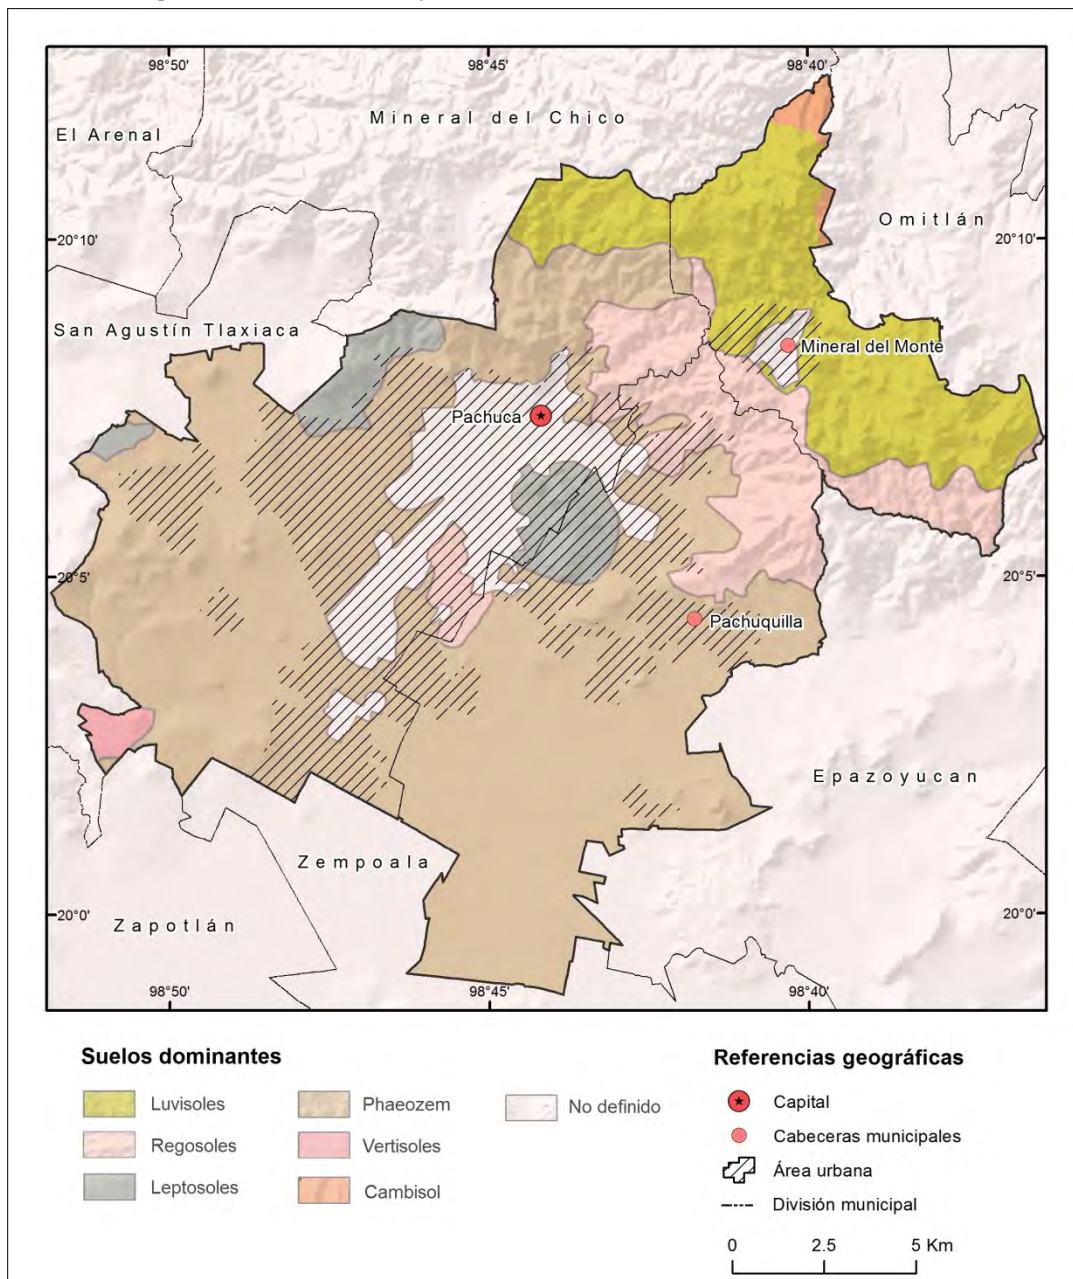 98°50'
98°45'
98°40'
Mineral del Chico
El Arenal
Omitlán
20°10'
20°10'
San Agustín Tlaxiaca
Mineral del Monte
Pachuca
20°5'
20°5'
Pachuquilla
Epazoyucan
Zempoala
20°0'
20°0'
Zapotlán
98°50'
98°45'
98°40'
Suelos dominantes
Luvisoles
Regosoles
Leptosoles
Phaeozem
Vertisoles
Cambisol
No definido
Referencias geográficas
Capital
Cabeceras municipales
Área urbana
División municipal
0 2.5 5 Km